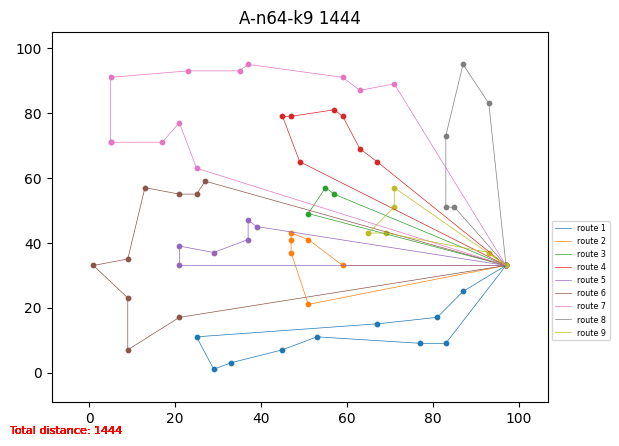 A-n64-k9 1444
100
80
60
40
20
0
0 20 40 60 80 100
route 1
route 2
route 3
route 4
route 5
route 6
route 7
route 8
route 9
Total distance: 1444